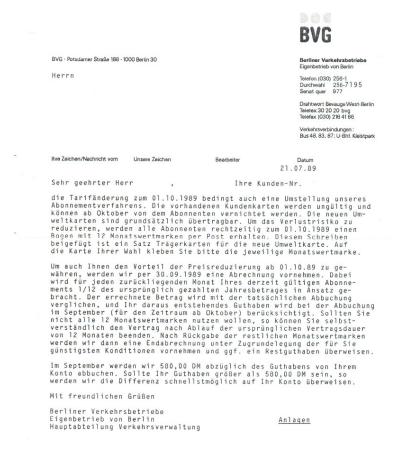 BVG
BVG · Potsdamer Straße 188 · 1000 Berlin 30
Berliner Verkehrsbetriebe
Eigenbetrieb von Berlin
Herrn
Telefon (030) 256-1
Durchwahl 256-7195
Senat quer 977
Drahtwort Bevauge West-Berlin
Teletex 30 20 20 bvg
Telefax (030) 216 41 86
Verkehrsverbindungen:
Bus 48, 83, 87; U-Bhf. Kleistpark
Ihre Zeichen/Nachricht vom Unsere Zeichen Bearbeiter Datum
21.07.89
Sehr geehrter Herr , Ihre Kunden-Nr.
die Tarifänderung zum 01.10.1989 bedingt auch eine Umstellung unseres
Abonnementverfahrens. Die vorhandenen Kundenkarten werden ungültig und
können ab Oktober von dem Abonnenten vernichtet werden. Die neuen Um-
weltkarten sind grundsätzlich übertragbar. Um das Verlustrisiko zu
reduzieren, werden alle Abonnenten rechtzeitig zum 01.10.1989 einen
Bogen mit 12 Monatswertmarken per Post erhalten. Diesem Schreiben
beigefügt ist ein Satz Trägerkarten für die neue Umweltkarte. Auf
die Karte Ihrer Wahl kleben Sie bitte die jeweilige Monatswertmarke.
Um auch Ihnen den Vorteil der Preisreduzierung ab 01.10.89 zu ge-
währen, werden wir per 30.09.1989 eine Abrechnung vornehmen. Dabei
wird für jeden zurückliegenden Monat Ihres derzeit gültigen Abonne-
ments 1/12 des ursprünglich gezahlten Jahresbetrages in Ansatz ge-
bracht. Der errechnete Betrag wird mit der tatsächlichen Abbuchung
verglichen, und Ihr daraus entstehendes Guthaben wird bei der Abbuchung
im September (für den Zeitraum ab Oktober) berücksichtigt. Sollten Sie
nicht alle 12 Monatswertmarken nutzen wollen, so können Sie selbst-
verständlich den Vertrag nach Ablauf der ursprünglichen Vertragsdauer
von 12 Monaten beenden. Nach Rückgabe der restlichen Monatswertmarken
werden wir dann eine Endabrechnung unter Zugrundelegung der für Sie
günstigsten Konditionen vornehmen und ggf. ein Restguthaben überweisen.
Im September werden wir 580,00 DM abzüglich des Guthabens von Ihrem
Konto abbuchen. Sollte Ihr Guthaben größer als 580,00 DM sein, so
werden wir die Differenz schnellstmöglich auf Ihr Konto überweisen.
Mit freundlichen Grüßen
Berliner Verkehrsbetriebe
Eigenbetrieb von Berlin
Hauptabteilung Verkehrsverwaltung Anlagen